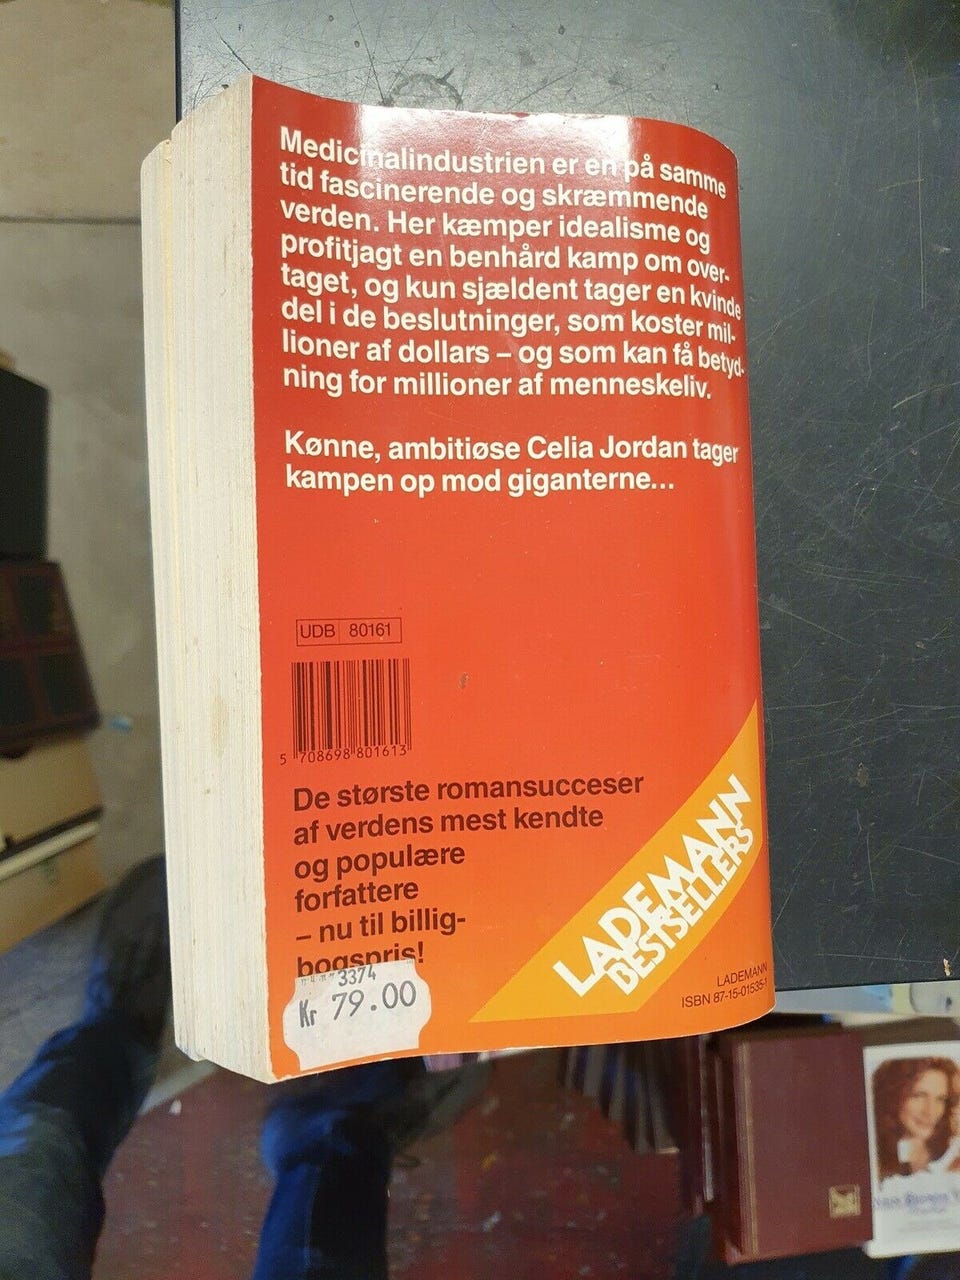 Medicinalindustrien er en på samme
tid fascinerende og skræmmende
verden. Her kæmper idealisme og
profitjagt en benhård kamp om over-
taget, og kun sjældent tager en kvinde
del i de beslutninger, som koster mil-
lioner af dollars – og som kan få betyd-
ning for millioner af menneskeliv.
Kønne, ambitiøse Celia Jordan tager
kampen op mod giganterne...
UDB 80161
5 708698 801613
De største romansucceser
af verdens mest kendte
og populære
forfattere
– nu til billig-
bogspris!
3374
Kr 79.00
LADEMANN
BESTSELLERS
LADEMANN
ISBN 87-15-01535-1